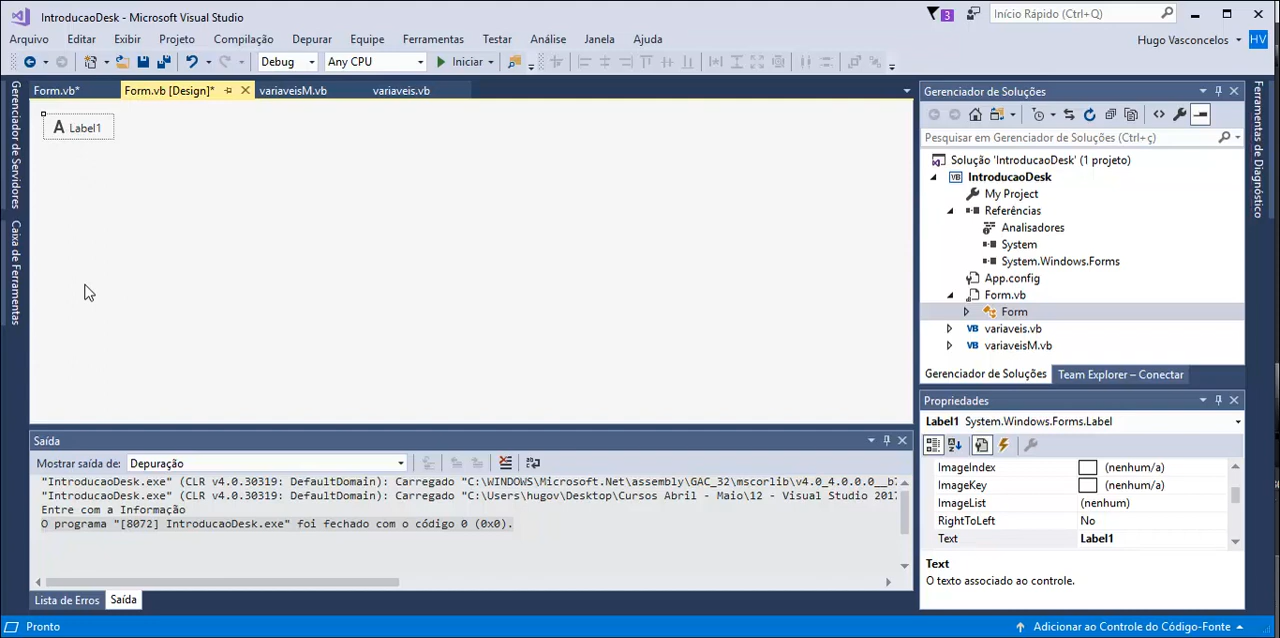 IntroducaoDesk - Microsoft Visual Studio
3
Início Rápido (Ctrl+Q)
Arquivo Editar Exibir Projeto Compilação Depurar Equipe Ferramentas Testar Análise Janela Ajuda
Hugo Vasconcelos
HV
Debug Any CPU Iniciar
Gerenciador de Servidores
Caixa de Ferramentas
Form.vb* Form.vb [Design]* variaveisM.vb variaveis.vb
A Label1
Saída
Mostrar saída de: Depuração
"IntroducaoDesk.exe" (CLR v4.0.30319: DefaultDomain): Carregado "C:\WINDOWS\Microsoft.Net\assembly\GAC_32\mscorlib\v4.0_4.0.0.0__b7
"IntroducaoDesk.exe" (CLR v4.0.30319: DefaultDomain): Carregado "C:\Users\hugov\Desktop\Cursos Abril - Maio\12 - Visual Studio 2017
Entre com a Informação
O programa "[8072] IntroducaoDesk.exe" foi fechado com o código 0 (0x0).
Lista de Erros Saída
Gerenciador de Soluções
Pesquisar em Gerenciador de Soluções (Ctrl+ç)
Solução 'IntroducaoDesk' (1 projeto)
VB IntroducaoDesk
My Project
Referências
Analisadores
System
System.Windows.Forms
App.config
Form.vb
Form
VB variaveis.vb
VB variaveisM.vb
Gerenciador de Soluções Team Explorer – Conectar
Propriedades
Label1 System.Windows.Forms.Label
ImageIndex (nenhum/a)
ImageKey (nenhum/a)
ImageList (nenhum)
RightToLeft No
Text Label1
Text
O texto associado ao controle.
Ferramentas de Diagnóstico
Pronto
Adicionar ao Controle do Código-Fonte